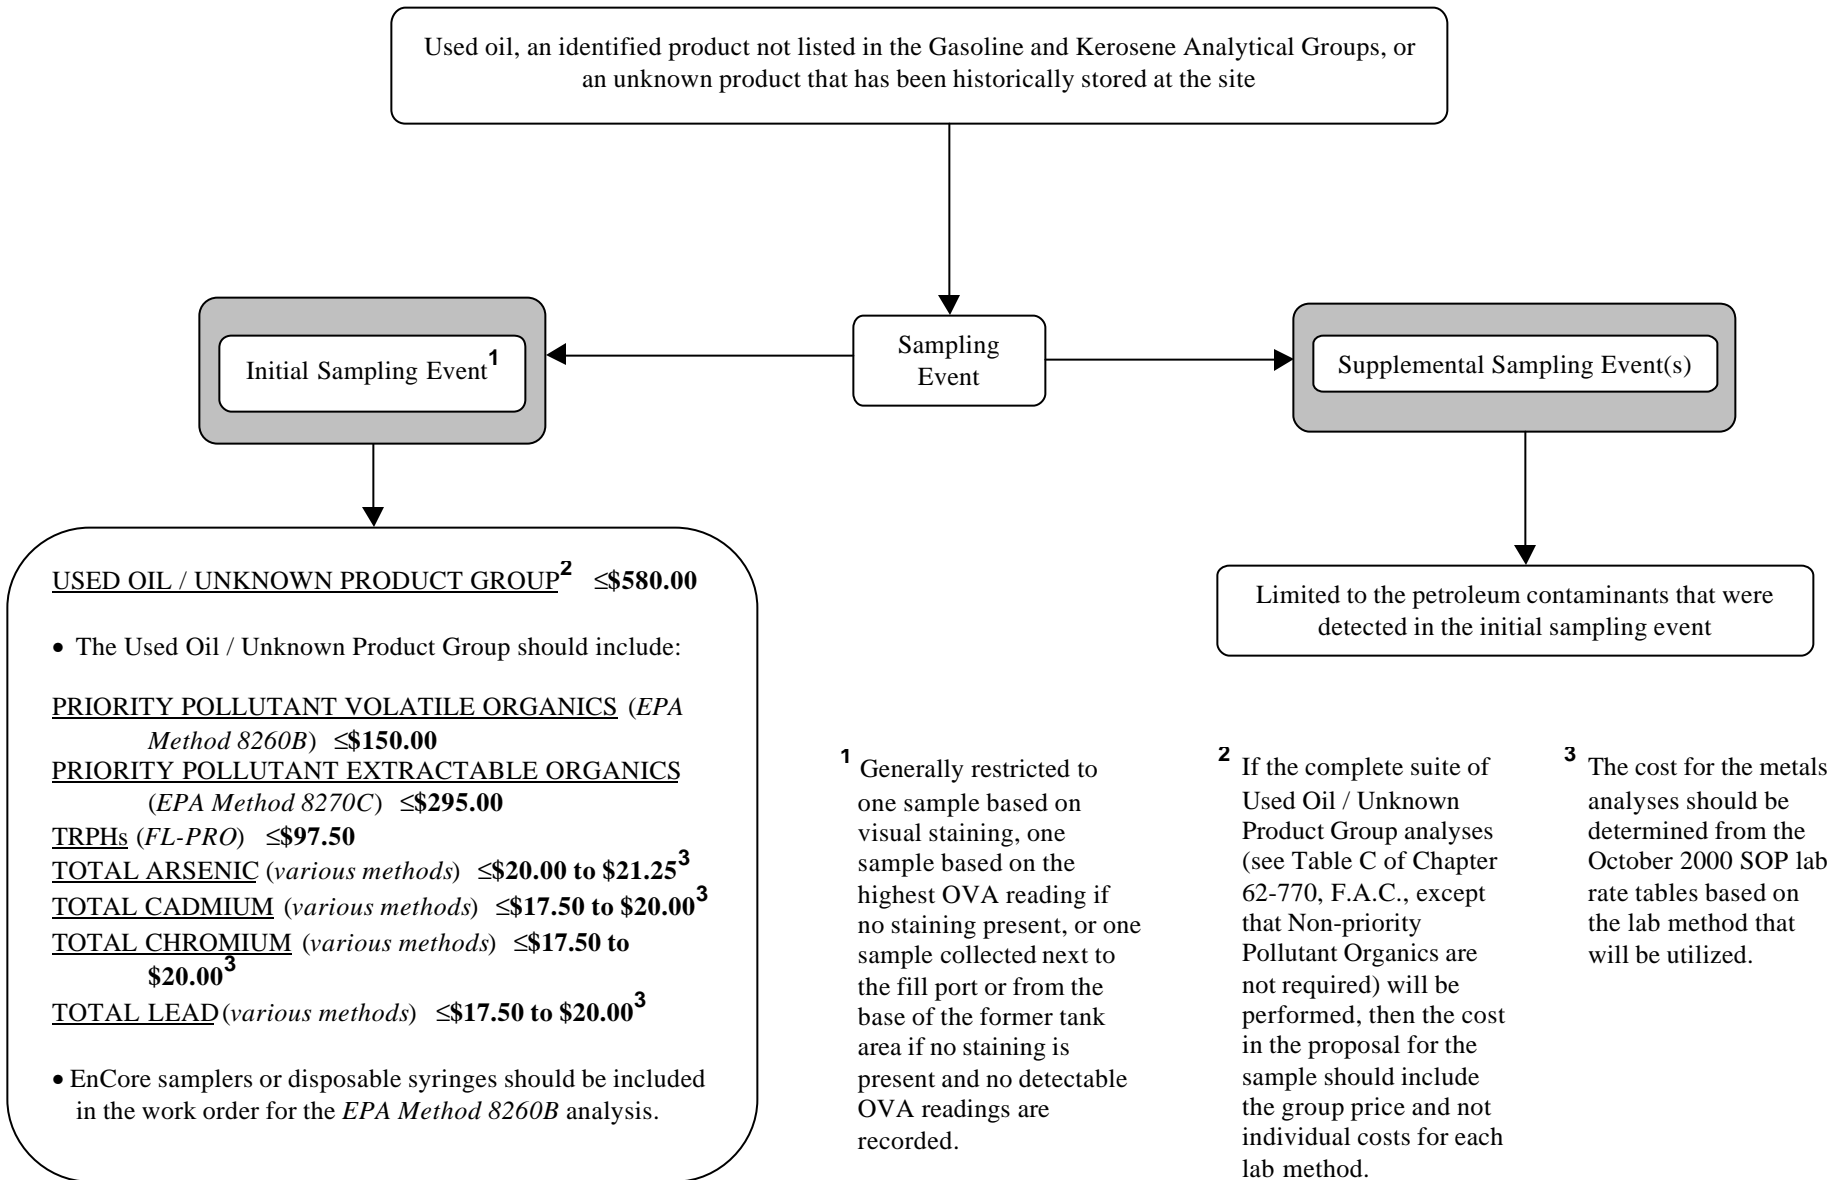 Used oil, an identified product not listed in the Gasoline and Kerosene Analytical Groups, or
an unknown product that has been historically stored at the site
Initial Sampling Event1
Sampling
Event
Supplemental Sampling Event(s)
USED OIL / UNKNOWN PRODUCT GROUP2 ≤$580.00
• The Used Oil / Unknown Product Group should include:
PRIORITY POLLUTANT VOLATILE ORGANICS (EPA
Method 8260B) ≤$150.00
PRIORITY POLLUTANT EXTRACTABLE ORGANICS
(EPA Method 8270C) ≤$295.00
TRPHs (FL-PRO) ≤$97.50
TOTAL ARSENIC (various methods) ≤$20.00 to $21.253
TOTAL CADMIUM (various methods) ≤$17.50 to $20.003
TOTAL CHROMIUM (various methods) ≤$17.50 to
$20.003
TOTAL LEAD (various methods) ≤$17.50 to $20.003
• EnCore samplers or disposable syringes should be included
in the work order for the EPA Method 8260B analysis.
Limited to the petroleum contaminants that were
detected in the initial sampling event
1 Generally restricted to
one sample based on
visual staining, one
sample based on the
highest OVA reading if
no staining present, or one
sample collected next to
the fill port or from the
base of the former tank
area if no staining is
present and no detectable
OVA readings are
recorded.
2 If the complete suite of
Used Oil / Unknown
Product Group analyses
(see Table C of Chapter
62-770, F.A.C., except
that Non-priority
Pollutant Organics are
not required) will be
performed, then the cost
in the proposal for the
sample should include
the group price and not
individual costs for each
lab method.
3 The cost for the metals
analyses should be
determined from the
October 2000 SOP lab
rate tables based on
the lab method that
will be utilized.